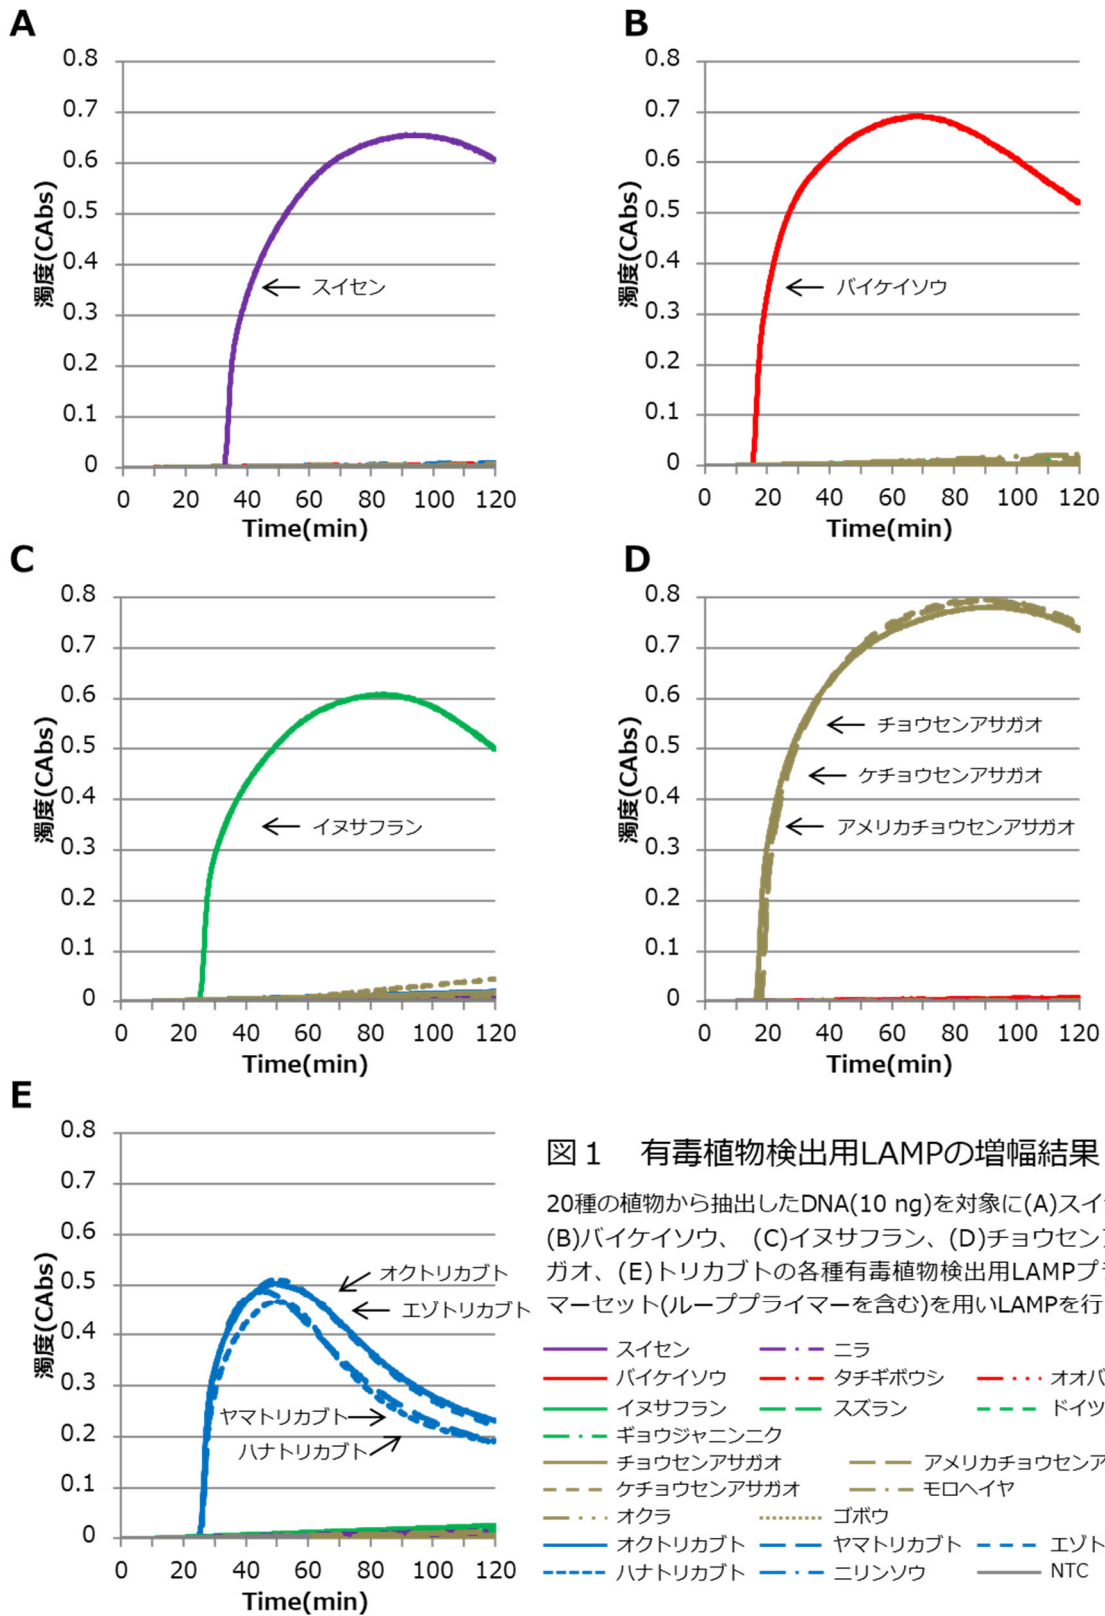 A
0.8
0.7
0.6
0.5
0.4
0.3
0.2
0.1
0
濁度(CAbs)
スイセン
0 20 40 60 80 100 120
Time(min)
B
0.8
0.7
0.6
0.5
0.4
0.3
0.2
0.1
0
濁度(CAbs)
バイケイソウ
0 20 40 60 80 100 120
Time(min)
C
0.8
0.7
0.6
0.5
0.4
0.3
0.2
0.1
0
濁度(CAbs)
イヌサフラン
0 20 40 60 80 100 120
Time(min)
D
0.8
0.7
0.6
0.5
0.4
0.3
0.2
0.1
0
濁度(CAbs)
チョウセンアサガオ
ケチョウセンアサガオ
アメリカチョウセンアサガオ
0 20 40 60 80 100 120
Time(min)
E
0.8
0.7
0.6
0.5
0.4
0.3
0.2
0.1
0
濁度(CAbs)
オクトリカブト
エゾトリカブト
ヤマトリカブト
ハナトリカブト
0 20 40 60 80 100 120
Time(min)
図1 有毒植物検出用LAMPの増幅結果
20種の植物から抽出したDNA(10 ng)を対象に(A)スイ
(B)バイケイソウ、 (C)イヌサフラン、(D)チョウセン
ガオ、(E)トリカブトの各種有毒植物検出用LAMPプ
マーセット(ループプライマーを含む)を用いLAMPを行
スイセン ニラ
バイケイソウ タチギボウシ オオバ
イヌサフラン スズラン ドイツ
ギョウジャニンニク
チョウセンアサガオ アメリカチョウセンア
ケチョウセンアサガオ モロヘイヤ
オクラ ゴボウ
オクトリカブト ヤマトリカブト エゾト
ハナトリカブト ニリンソウ NTC